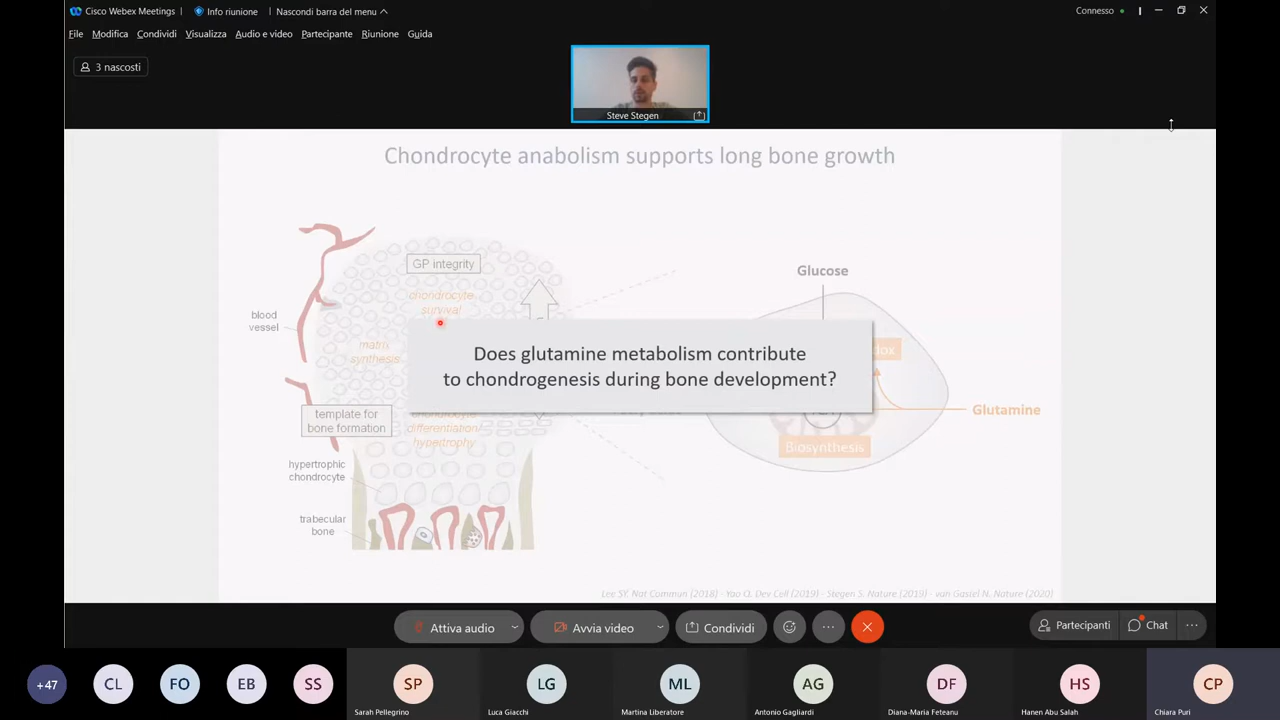 Cisco Webex Meetings
Info riunione
Nascondi barra del menu
Connesso
File Modifica Condividi Visualizza Audio e video Partecipante Riunione Guida
3 nascosti
Steve Stegen
Chondrocyte anabolism supports long bone growth
GP integrity
chondrocyte
survival
blood
vessel
matrix
synthesis
Glucose
Does glutamine metabolism contribute
to chondrogenesis during bone development?
Glutamine
template for
bone formation
differentiation/
hypertrophy
Biosynthesis
hypertrophic
chondrocyte
trabecular
bone
Lee SY, Nat Commun (2018) - Yao Q, Dev Cell (2019) - Stegen S, Nature (2019) - van Gastel N, Nature (2020)
Attiva audio
Avvia video
Condividi
Partecipanti
Chat
+47
CL
FO
EB
SS
SP
LG
ML
AG
DF
HS
CP
Sarah Pellegrino
Luca Giacchi
Martina Liberatore
Antonio Gagliardi
Diana-Maria Feteanu
Hanen Abu Salah
Chiara Puri